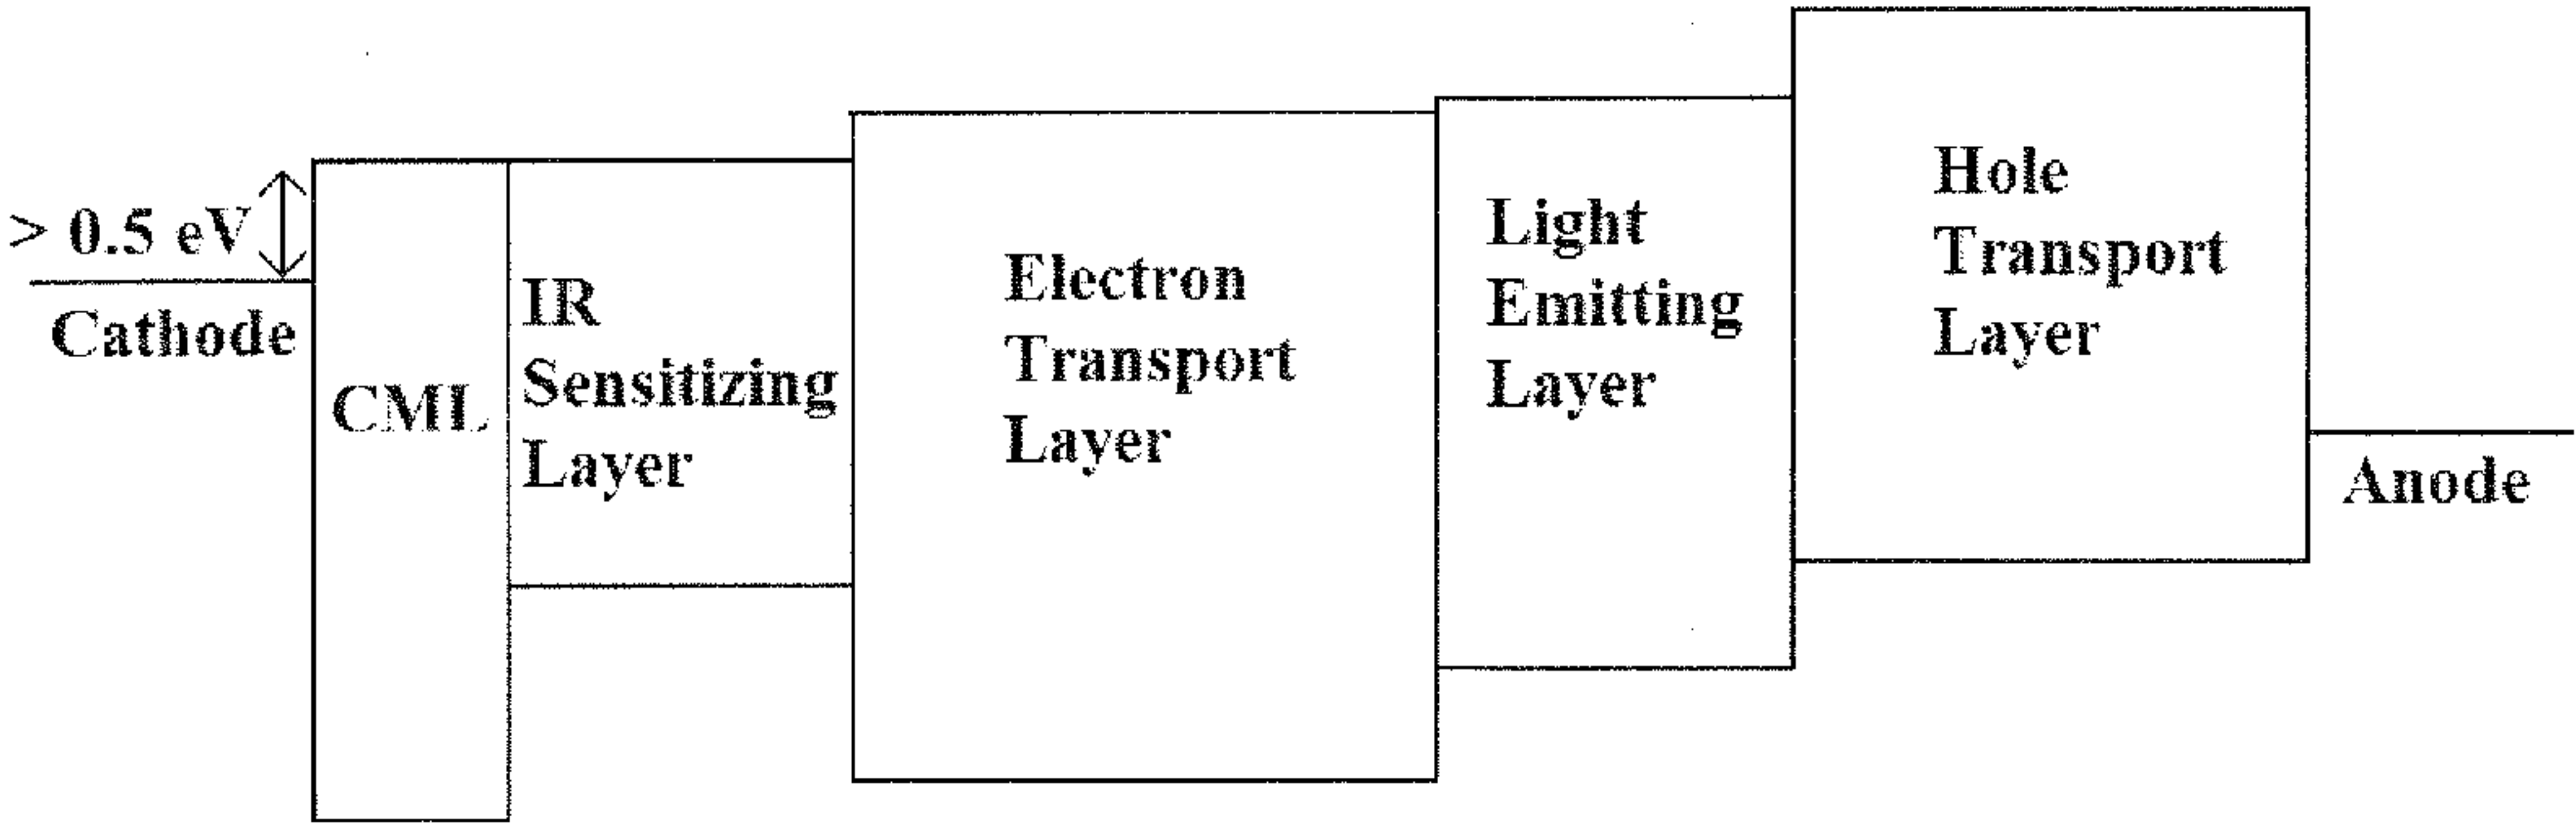 > 0.5 eV
Cathode
CML
IR
Sensitizing
Layer
Electron
Transport
Layer
Light
Emitting
Layer
Hole
Transport
Layer
Anode